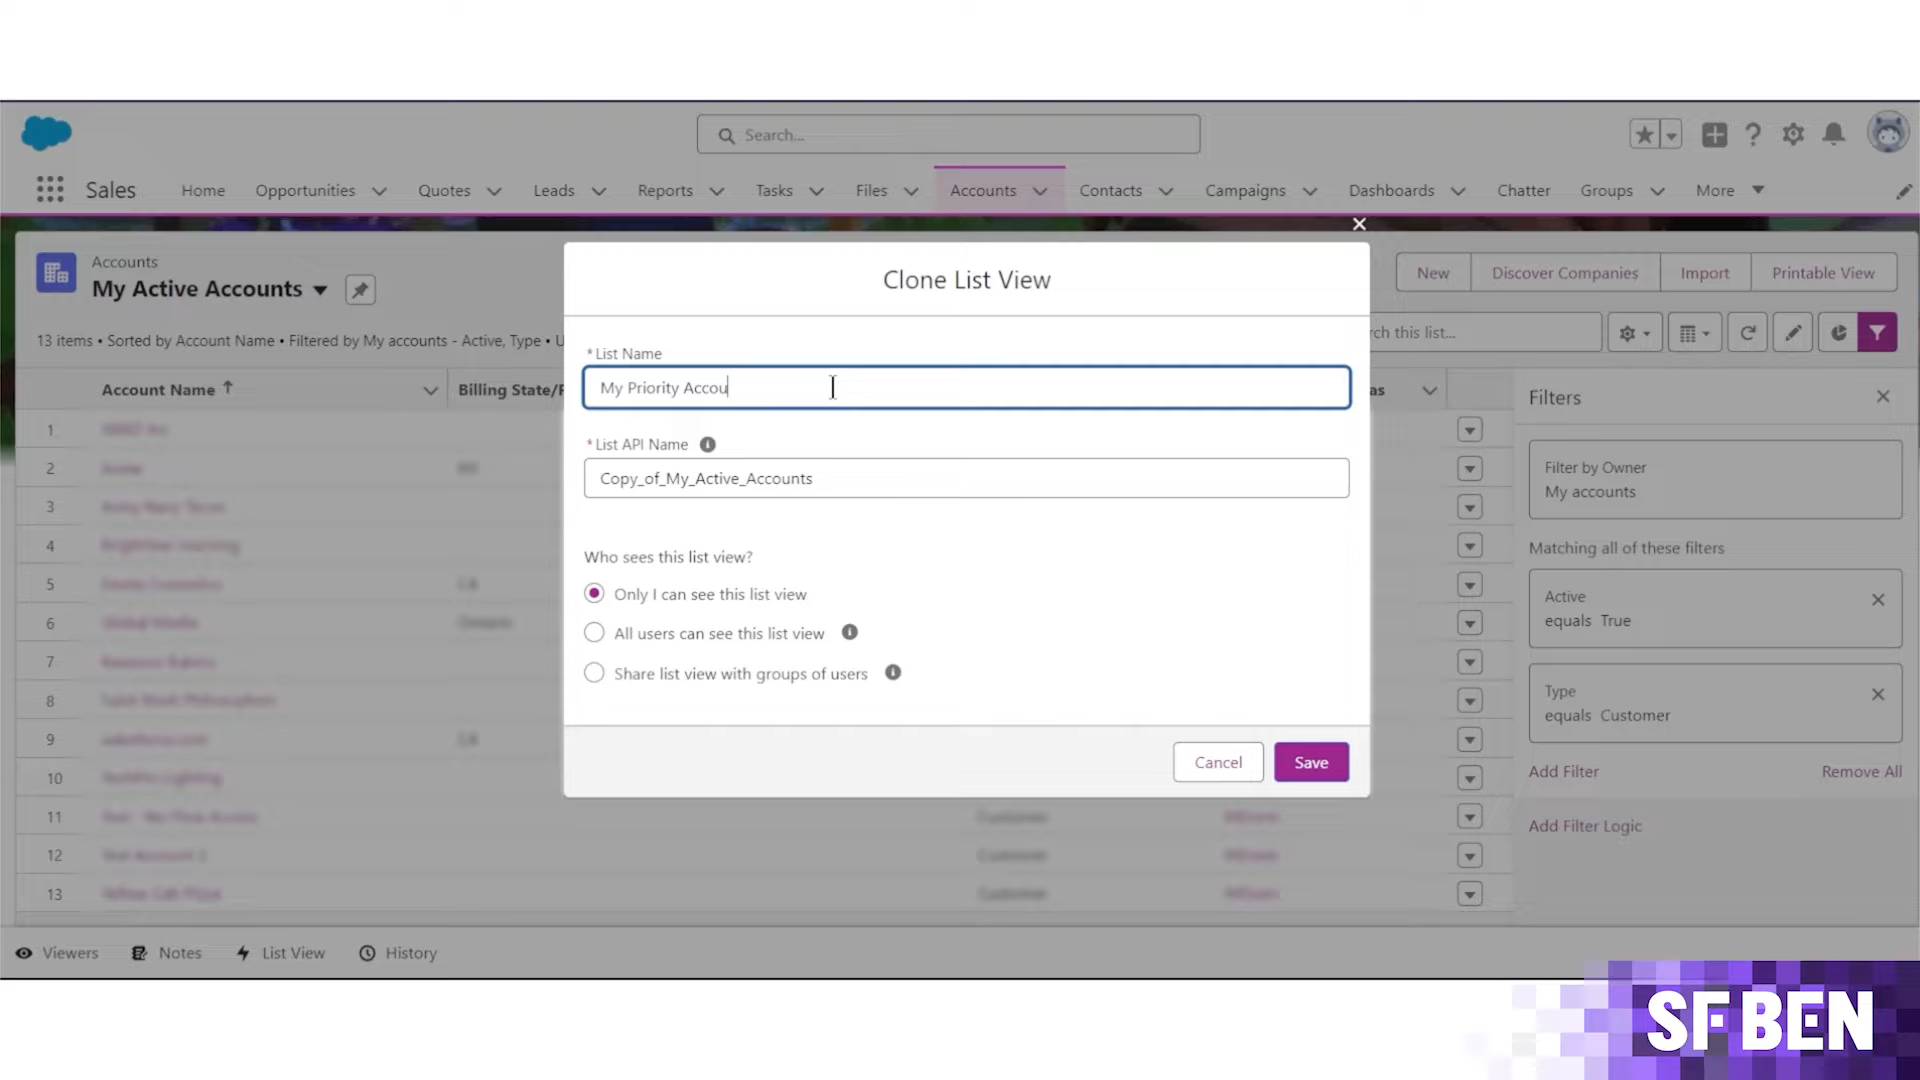 Search...
Sales
Home
Opportunities
Quotes
Leads
Reports
Tasks
Files
Accounts
Contacts
Campaigns
Dashboards
Chatter
Groups
More
Accounts
My Active Accounts
New
Discover Companies
Import
Printable View
13 items • Sorted by Account Name • Filtered by My accounts - Active, Type • U
rch this list...
Account Name
Billing State/P
as
1
2
3
4
5
6
7
8
9
10
11
12
13
Clone List View
* List Name
My Priority Accou
* List API Name
Copy_of_My_Active_Accounts
Who sees this list view?
Only I can see this list view
All users can see this list view
Share list view with groups of users
Cancel
Save
Filters
Filter by Owner
My accounts
Matching all of these filters
Active
equals True
Type
equals Customer
Add Filter
Remove All
Add Filter Logic
Viewers
Notes
List View
History
SF BEN